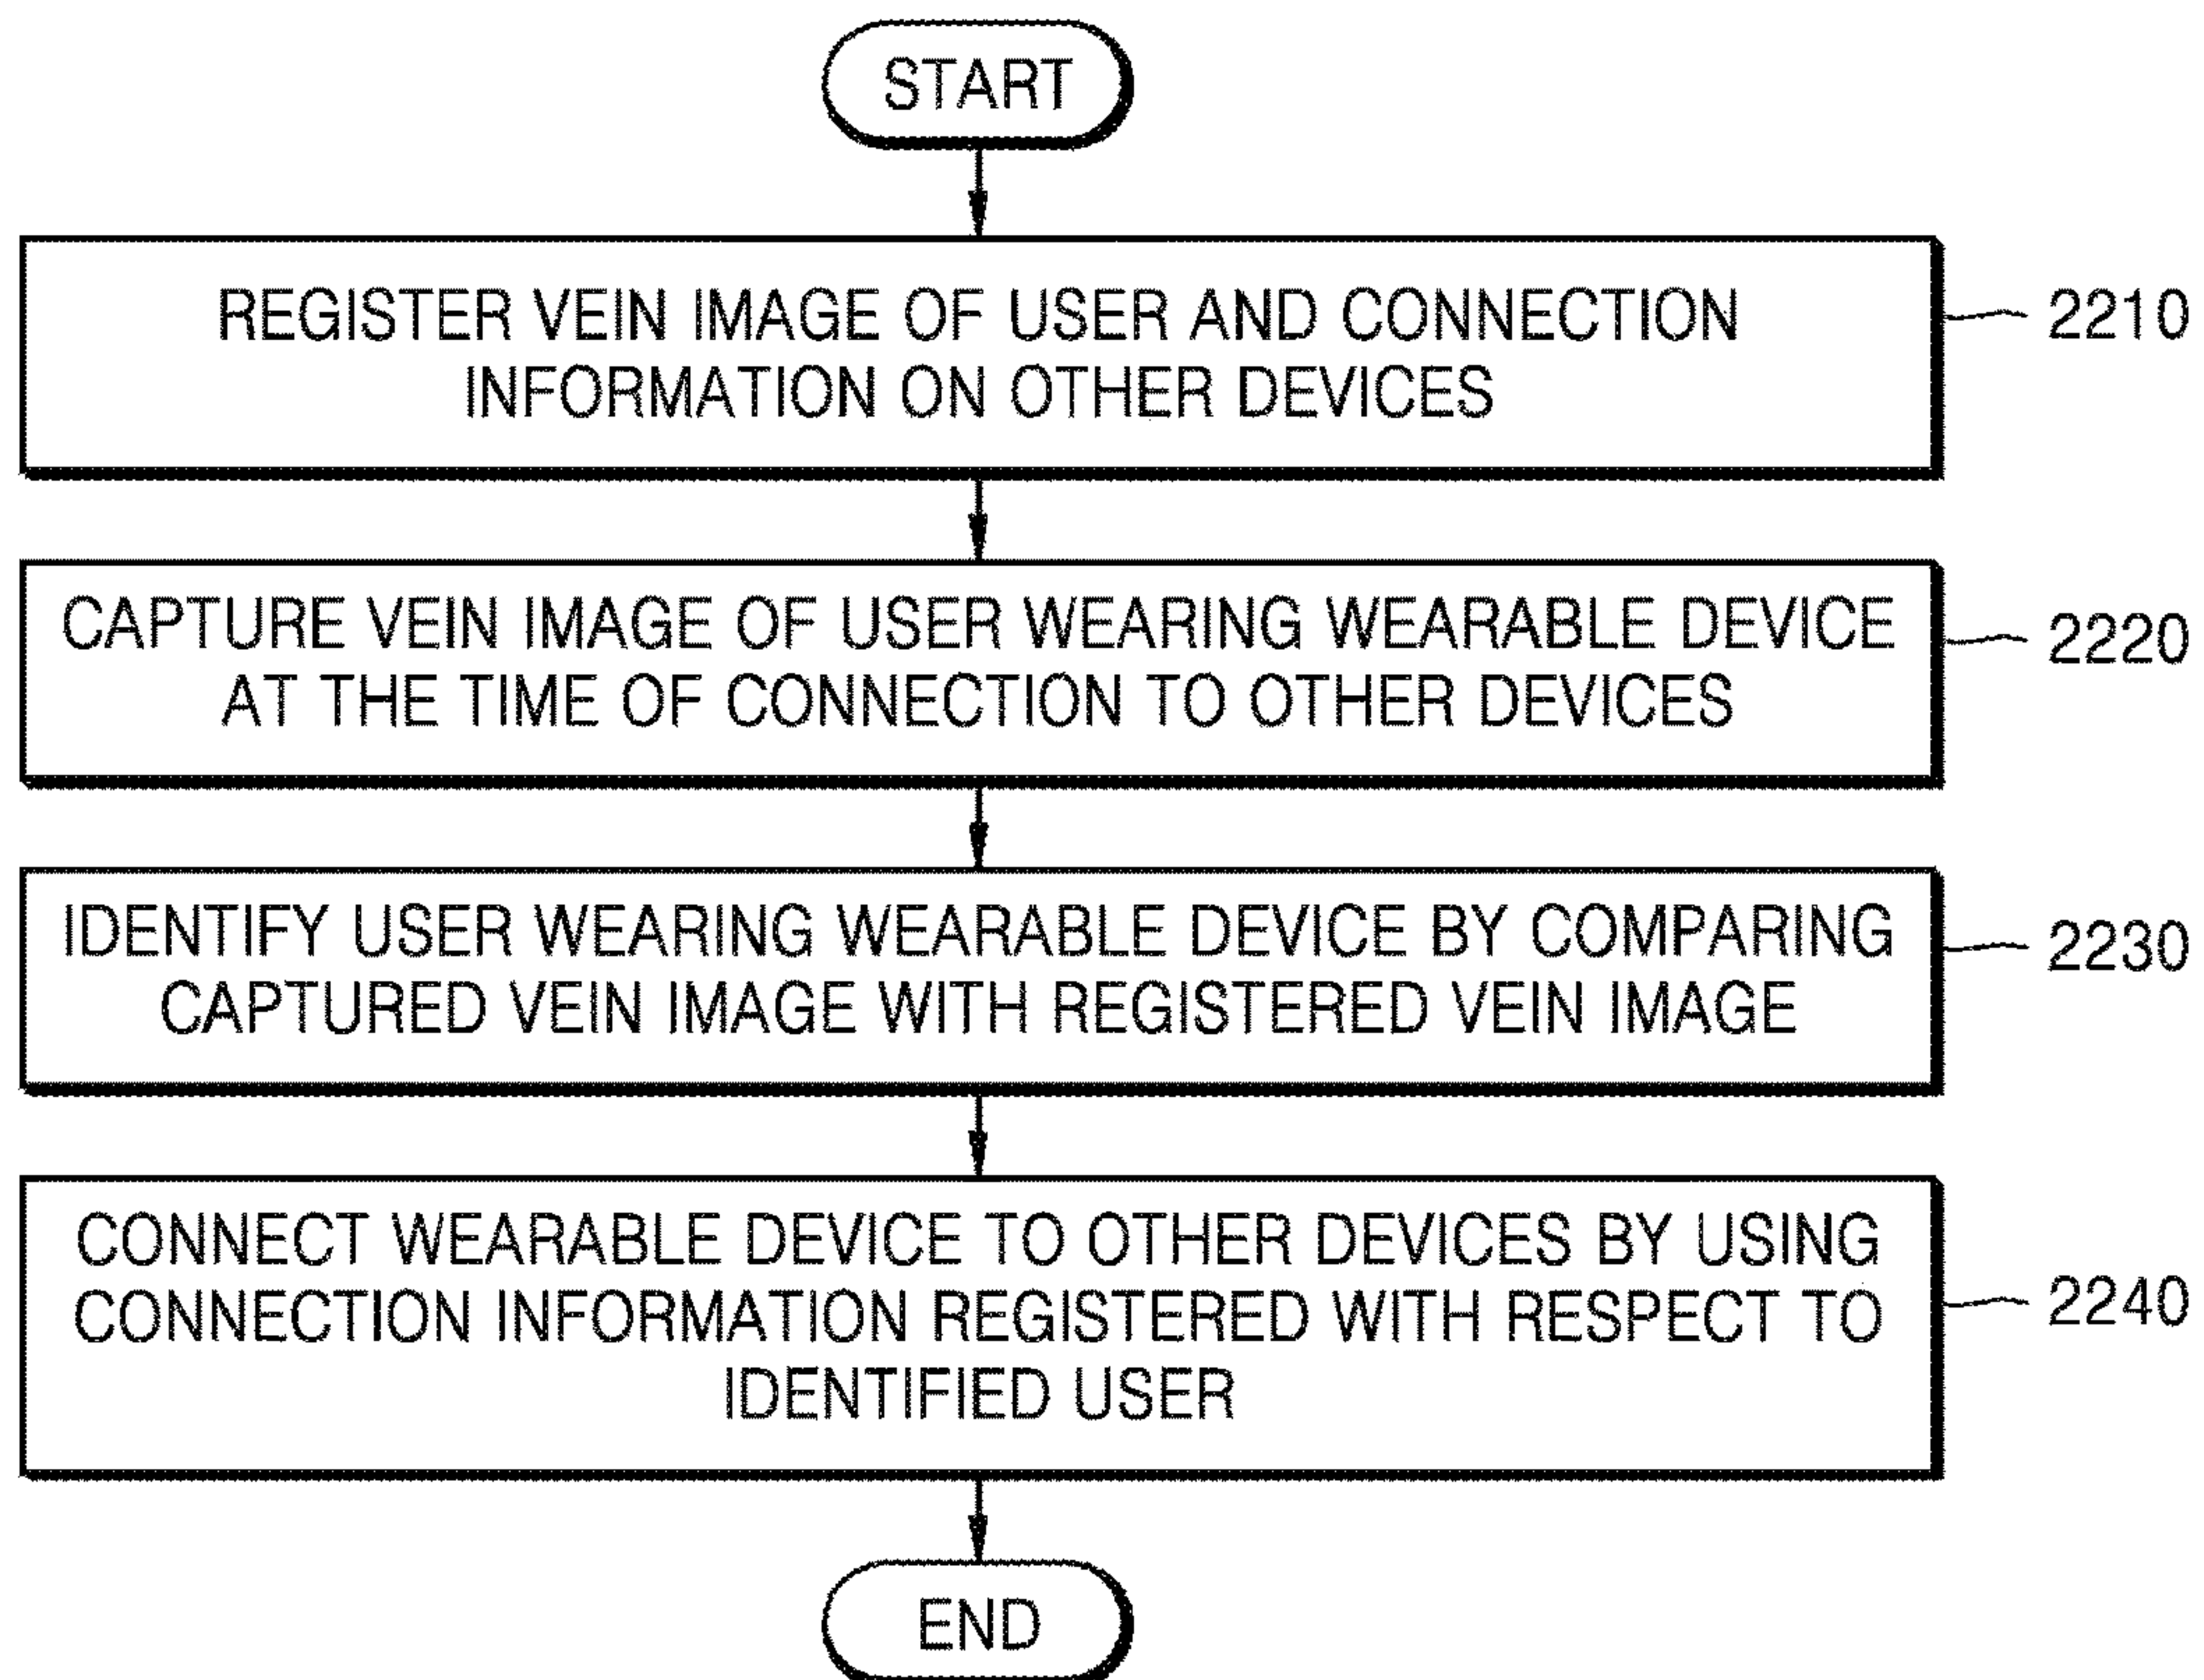 START
REGISTER VEIN IMAGE OF USER AND CONNECTION
INFORMATION ON OTHER DEVICES
2210
CAPTURE VEIN IMAGE OF USER WEARING WEARABLE DEVICE
AT THE TIME OF CONNECTION TO OTHER DEVICES
2220
IDENTIFY USER WEARING WEARABLE DEVICE BY COMPARING
CAPTURED VEIN IMAGE WITH REGISTERED VEIN IMAGE
2230
CONNECT WEARABLE DEVICE TO OTHER DEVICES BY USING
CONNECTION INFORMATION REGISTERED WITH RESPECT TO
IDENTIFIED USER
2240
END